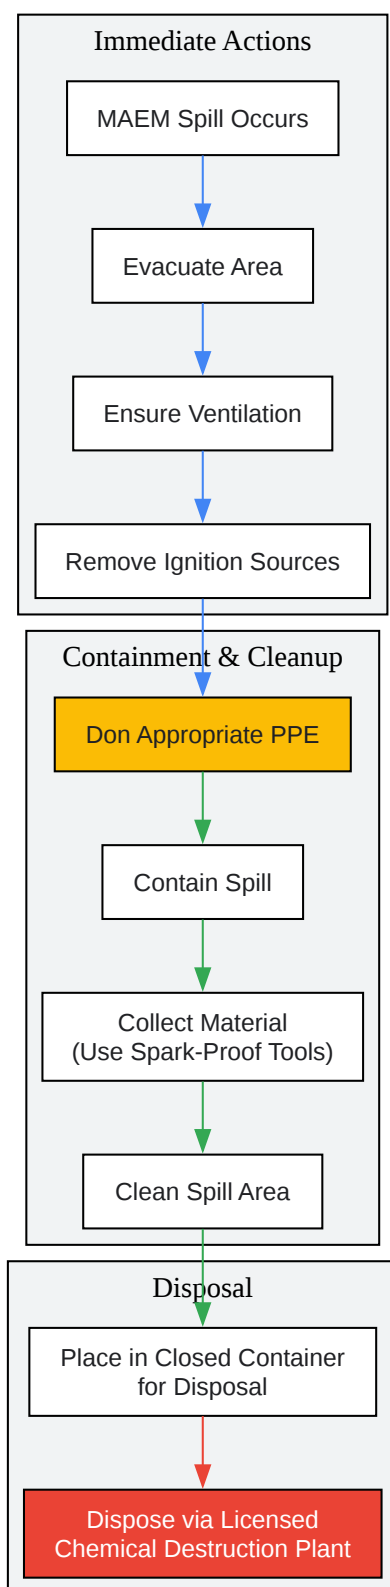 Immediate Actions
MAEM Spill Occurs
Evacuate Area
Ensure Ventilation
Remove Ignition Sources
Containment & Cleanup
Don Appropriate PPE
Contain Spill
Collect Material
(Use Spark-Proof Tools)
Clean Spill Area
Disposal
Place in Closed Container
for Disposal
Dispose via Licensed
Chemical Destruction Plant